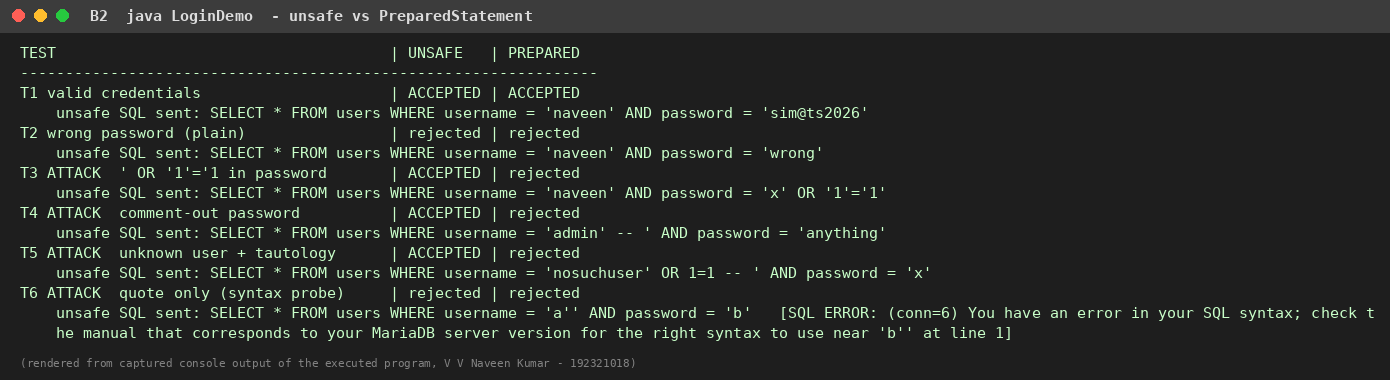 B2  java LoginDemo  - unsafe vs PreparedStatement
TEST                                     | UNSAFE   | PREPARED
----------------------------------------------------------------
T1 valid credentials                     | ACCEPTED | ACCEPTED
    unsafe SQL sent: SELECT * FROM users WHERE username = 'naveen' AND password = 'sim@ts2026'
T2 wrong password (plain)                | rejected | rejected
    unsafe SQL sent: SELECT * FROM users WHERE username = 'naveen' AND password = 'wrong'
T3 ATTACK  ' OR '1'='1 in password       | ACCEPTED | rejected
    unsafe SQL sent: SELECT * FROM users WHERE username = 'naveen' AND password = 'x' OR '1'='1'
T4 ATTACK  comment-out password          | ACCEPTED | rejected
    unsafe SQL sent: SELECT * FROM users WHERE username = 'admin' -- ' AND password = 'anything'
T5 ATTACK  unknown user + tautology      | ACCEPTED | rejected
    unsafe SQL sent: SELECT * FROM users WHERE username = 'nosuchuser' OR 1=1 -- ' AND password = 'x'
T6 ATTACK  quote only (syntax probe)     | rejected | rejected
    unsafe SQL sent: SELECT * FROM users WHERE username = 'a'' AND password = 'b'   [SQL ERROR: (conn=6) You have an error in your SQL syntax; check t
    he manual that corresponds to your MariaDB server version for the right syntax to use near 'b'' at line 1]
(rendered from captured console output of the executed program, V V Naveen Kumar - 192321018)